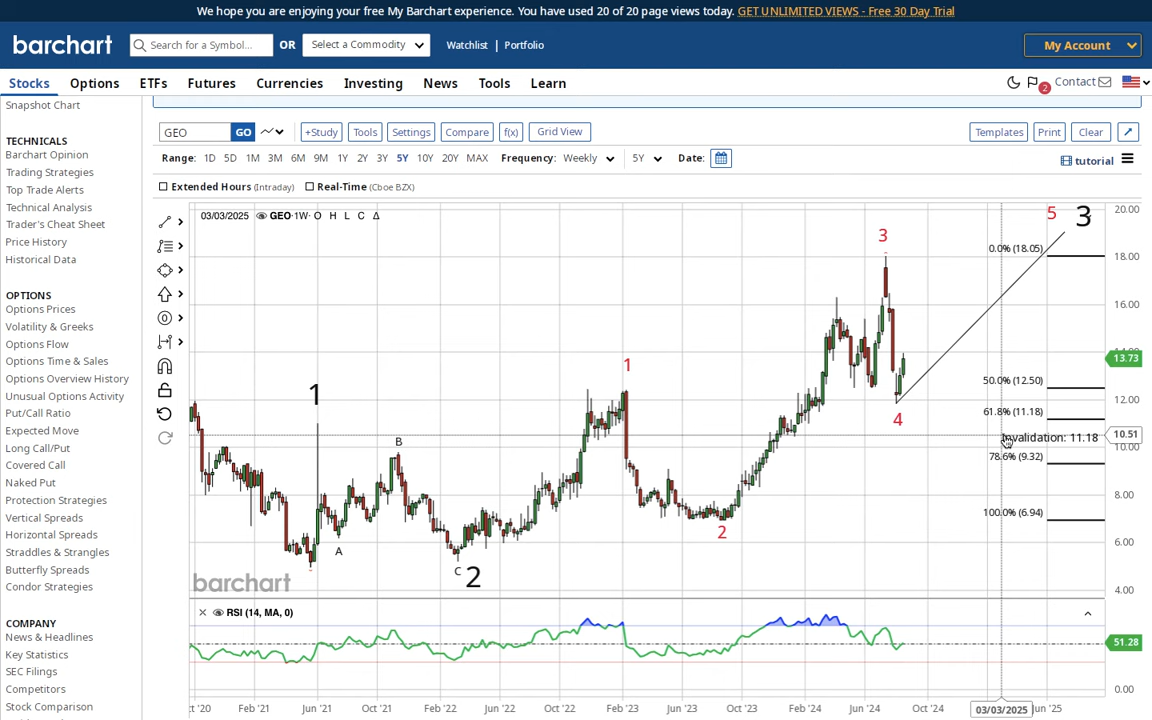 We hope you are enjoying your free My Barchart experience. You have used 20 of 20 page views today. GET UNLIMITED VIEWS - Free 30 Day Trial
barchart Search for a Symbol... OR Select a Commodity Watchlist | Portfolio My Account
Stocks Options ETFs Futures Currencies Investing News Tools Learn 2 Contact
Snapshot Chart
TECHNICALS
Barchart Opinion
Trading Strategies
Top Trade Alerts
Technical Analysis
Trader's Cheat Sheet
Price History
Historical Data
OPTIONS
Options Prices
Volatility & Greeks
Options Flow
Options Time & Sales
Options Overview History
Unusual Options Activity
Put/Call Ratio
Expected Move
Long Call/Put
Covered Call
Naked Put
Protection Strategies
Vertical Spreads
Horizontal Spreads
Straddles & Strangles
Butterfly Spreads
Condor Strategies
COMPANY
News & Headlines
Key Statistics
SEC Filings
Competitors
Stock Comparison
GEO GO +Study Tools Settings Compare f(x) Grid View Templates Print Clear
Range: 1D 5D 1M 3M 6M 9M 1Y 2Y 3Y 5Y 10Y 20Y MAX Frequency: Weekly 5Y Date: tutorial
Extended Hours (Intraday) Real-Time (Cboe BZX)
03/03/2025 GEO·1W· O H L C Δ
20.00
18.00
16.00
14.00
13.73
12.00
10.51
10.00
8.00
6.00
4.00
5 3
3
0.0% (18.05)
1
1
50.0% (12.50)
61.8% (11.18)
4
Invalidation: 11.18
B
78.6% (9.32)
100.0% (6.94)
2
A
C 2
barchart
RSI (14, MA, 0)
51.28
0.00
t '20 Feb '21 Jun '21 Oct '21 Feb '22 Jun '22 Oct '22 Feb '23 Jun '23 Oct '23 Feb '24 Jun '24 Oct '24 03/03/2025 Jun '25